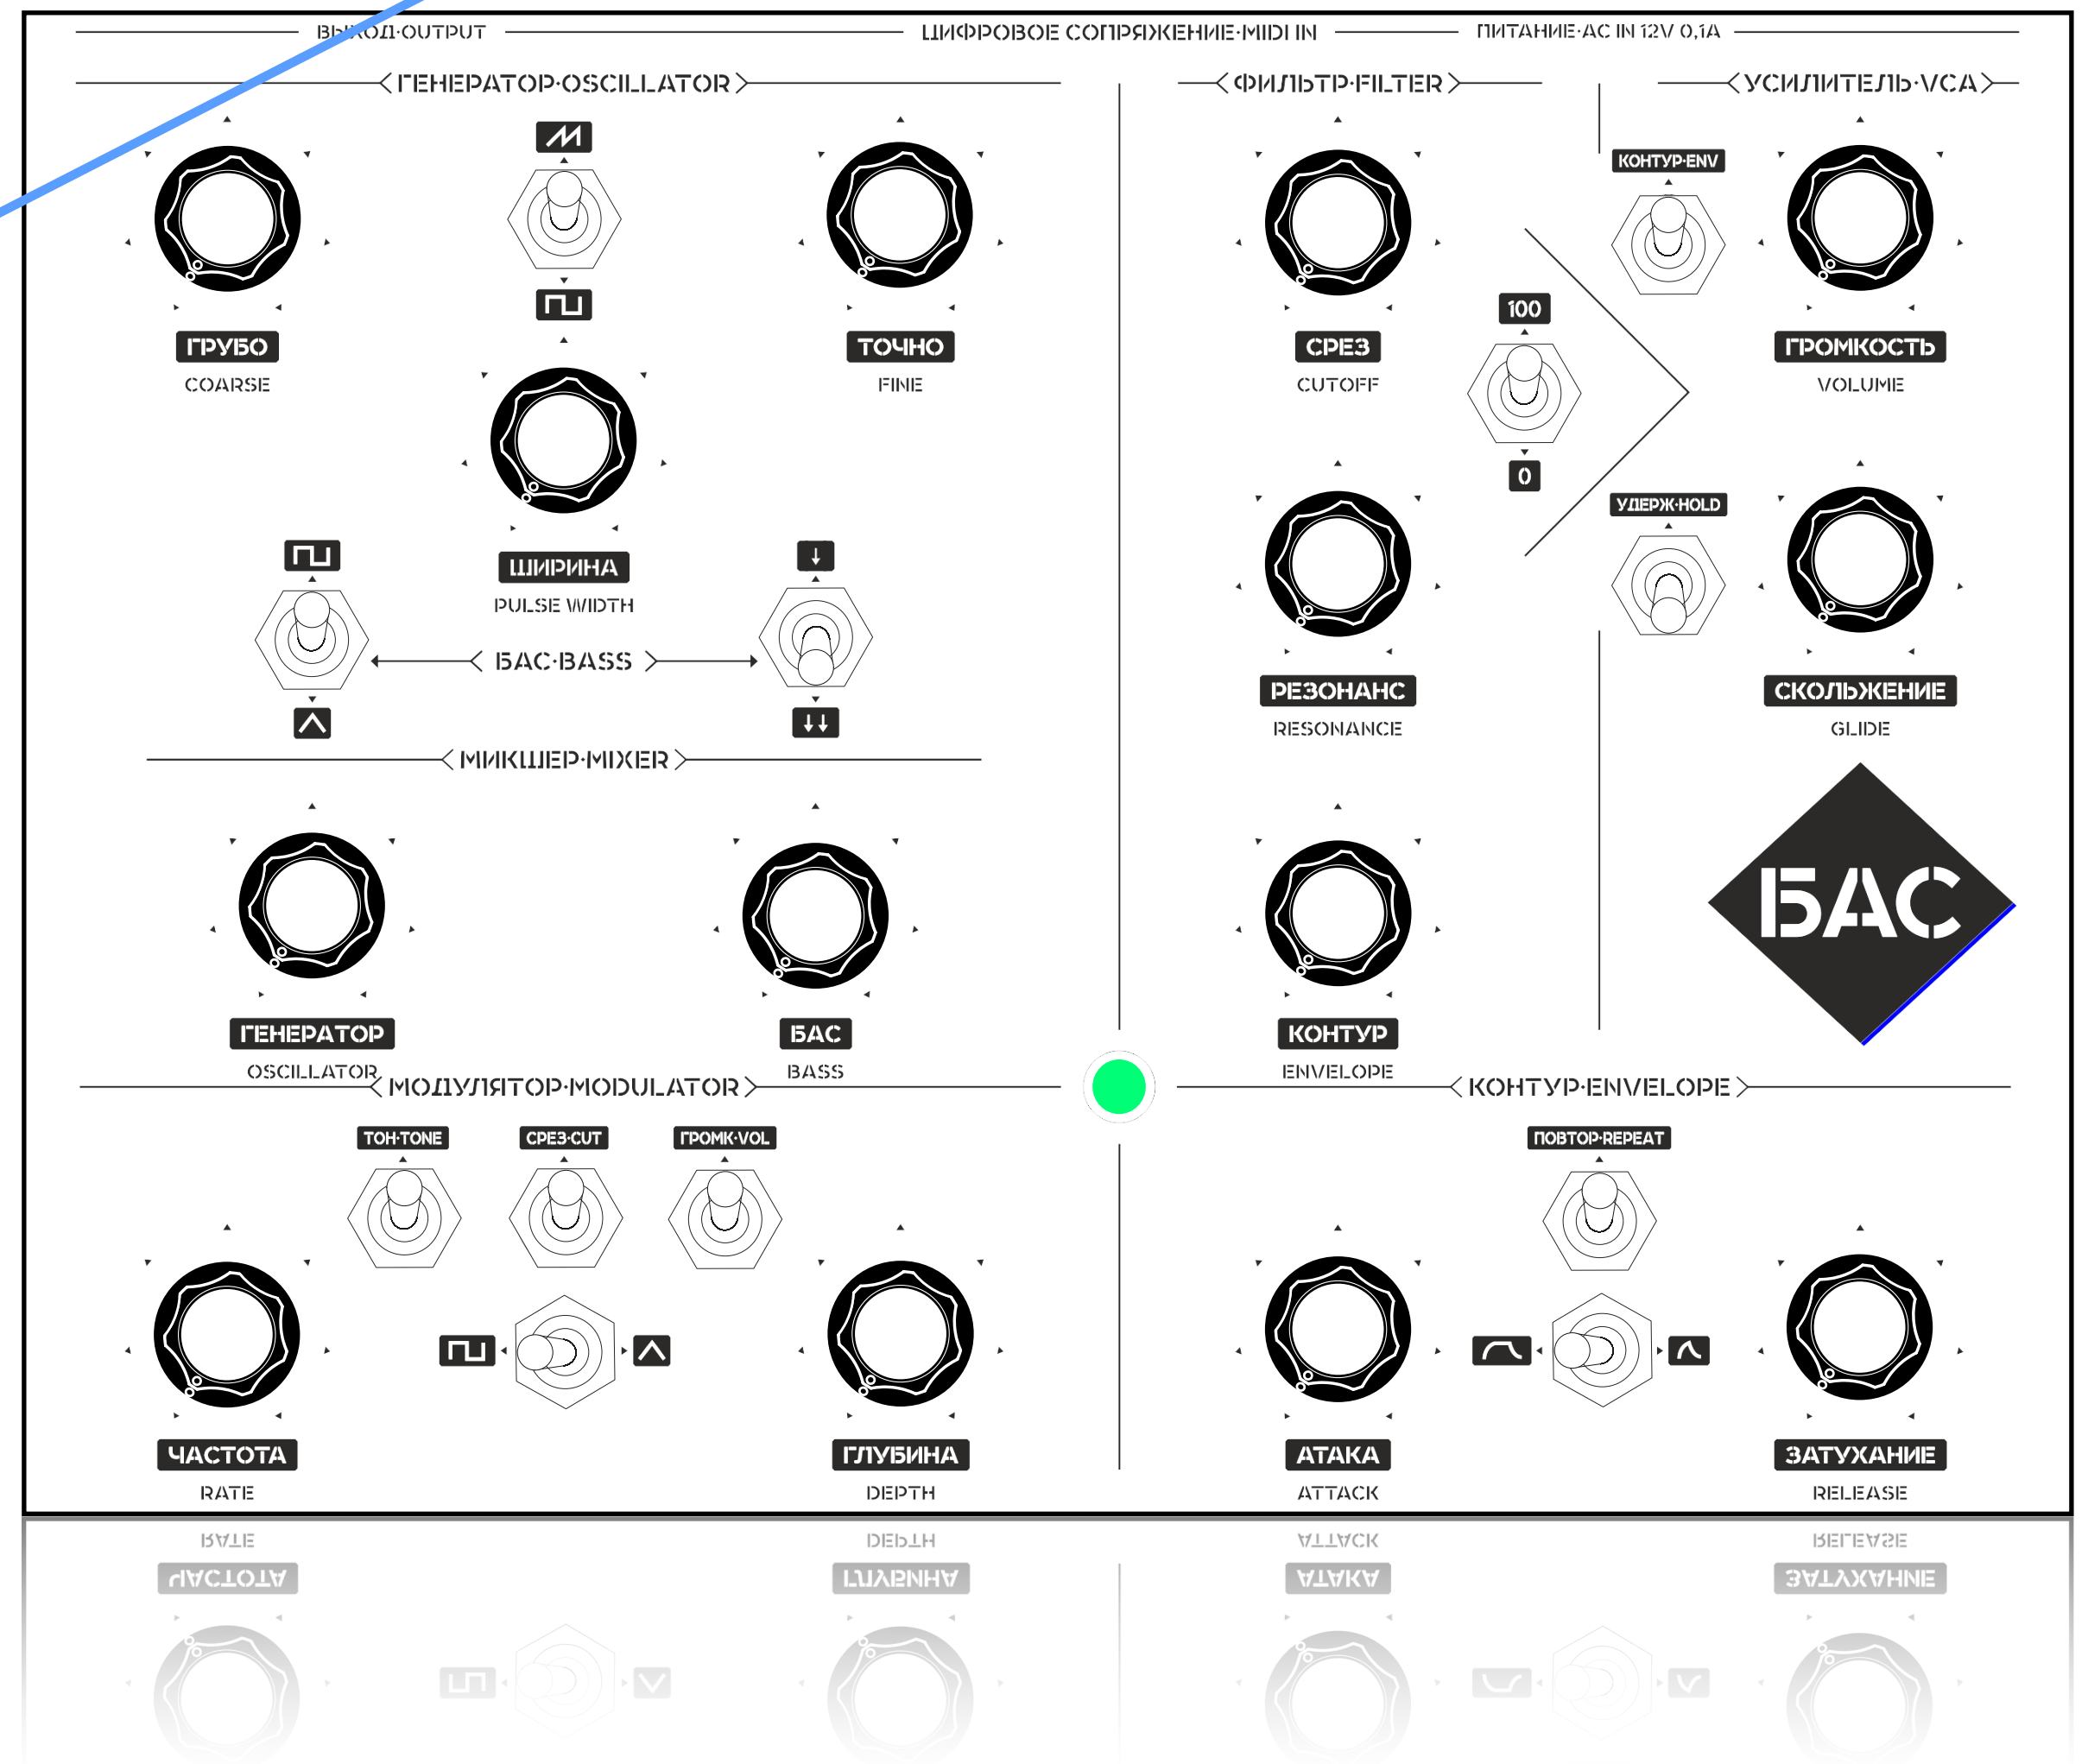 ВЫХОД·OUTPUT
ЦИФРОВОЕ СОПРЯЖЕНИЕ·MIDI IN
ПИТАНИЕ·AC IN 12V 0,1A
ГЕНЕРАТОР·OSCILLATOR
ФИЛЬТР·FILTER
УСИЛИТЕЛЬ·VCA
КОНТУР·ENV
100
ГРУБО
COARSE
ТОЧНО
FINE
СРЕЗ
CUTOFF
ГРОМКОСТЬ
VOLUME
0
УДЕРЖ·HOLD
ШИРИНА
PULSE WIDTH
БАС·BASS
РЕЗОНАНС
RESONANCE
СКОЛЬЖЕНИЕ
GLIDE
МИКШЕР·MIXER
БАС
ГЕНЕРАТОР
OSCILLATOR
БАС
BASS
КОНТУР
ENVELOPE
МОДУЛЯТОР·MODULATOR
КОНТУР·ENVELOPE
ТОН·TONE
СРЕЗ·CUT
ГРОМК·VOL
ПОВТОР·REPEAT
ЧАСТОТА
RATE
ГЛУБИНА
DEPTH
АТАКА
ATTACK
ЗАТУХАНИЕ
RELEASE